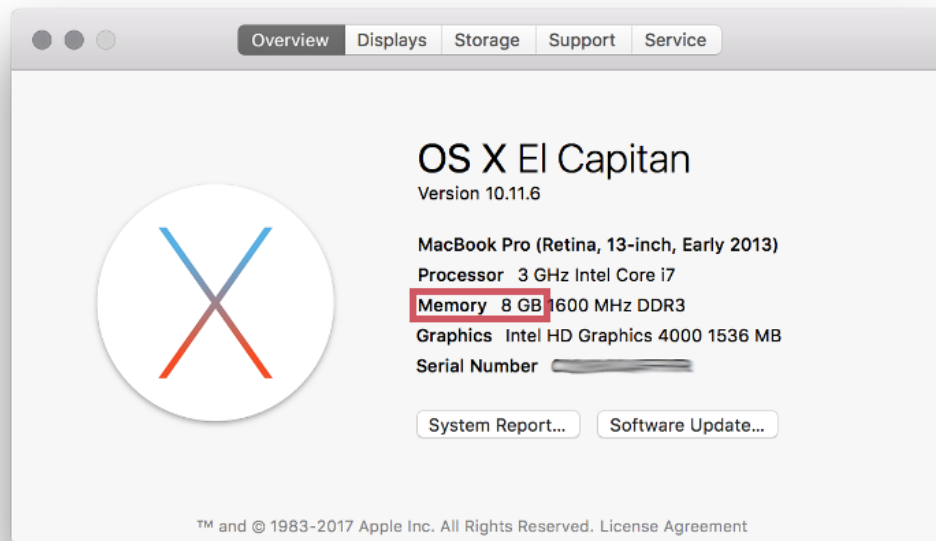 Overview Displays Storage Support Service
OS X El Capitan
Version 10.11.6
MacBook Pro (Retina, 13-inch, Early 2013)
Processor 3 GHz Intel Core i7
Memory 8 GB 1600 MHz DDR3
Graphics Intel HD Graphics 4000 1536 MB
Serial Number
System Report... Software Update...
™ and © 1983-2017 Apple Inc. All Rights Reserved. License Agreement